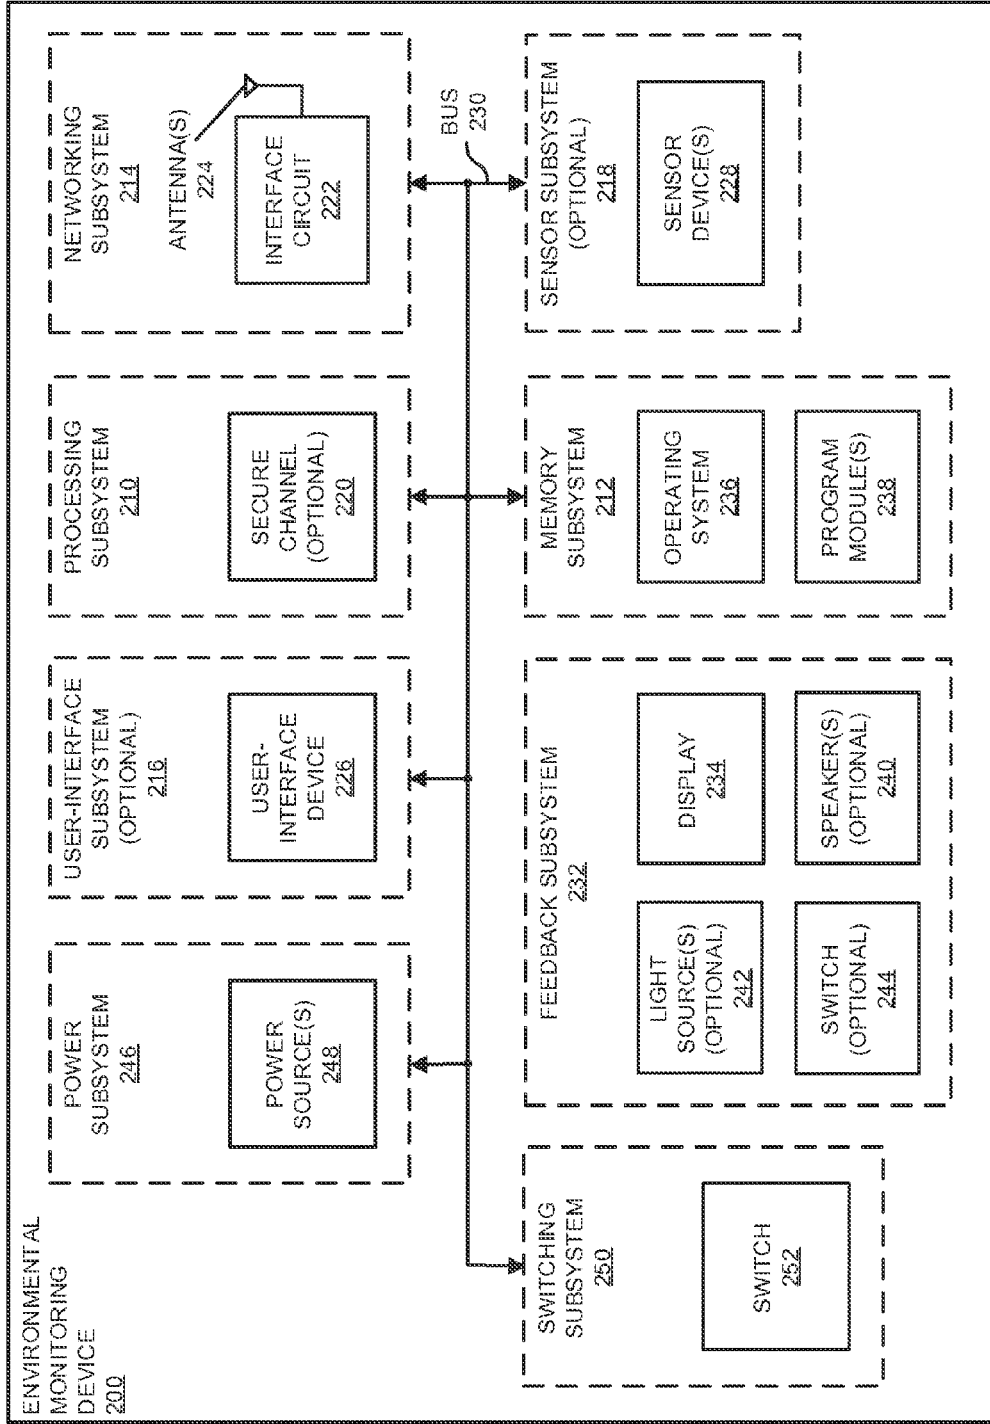 ENVIRONMENTAL
MONITORING
DEVICE
200
POWER
SUBSYSTEM
246
POWER
SOURCE(S)
248
USER-INTERFACE
SUBSYSTEM
(OPTIONAL)
216
USER-
INTERFACE
DEVICE
226
PROCESSING
SUBSYSTEM
210
SECURE
CHANNEL
(OPTIONAL)
220
NETWORKING
SUBSYSTEM
214
ANTENNA(S)
224
INTERFACE
CIRCUIT
222
BUS
230
SWITCHING
SUBSYSTEM
250
SWITCH
252
FEEDBACK SUBSYSTEM
232
LIGHT
SOURCE(S)
(OPTIONAL)
242
DISPLAY
234
SWITCH
(OPTIONAL)
244
SPEAKER(S)
(OPTIONAL)
240
MEMORY
SUBSYSTEM
212
OPERATING
SYSTEM
236
PROGRAM
MODULE(S)
238
SENSOR SUBSYSTEM
(OPTIONAL)
218
SENSOR
DEVICE(S)
228